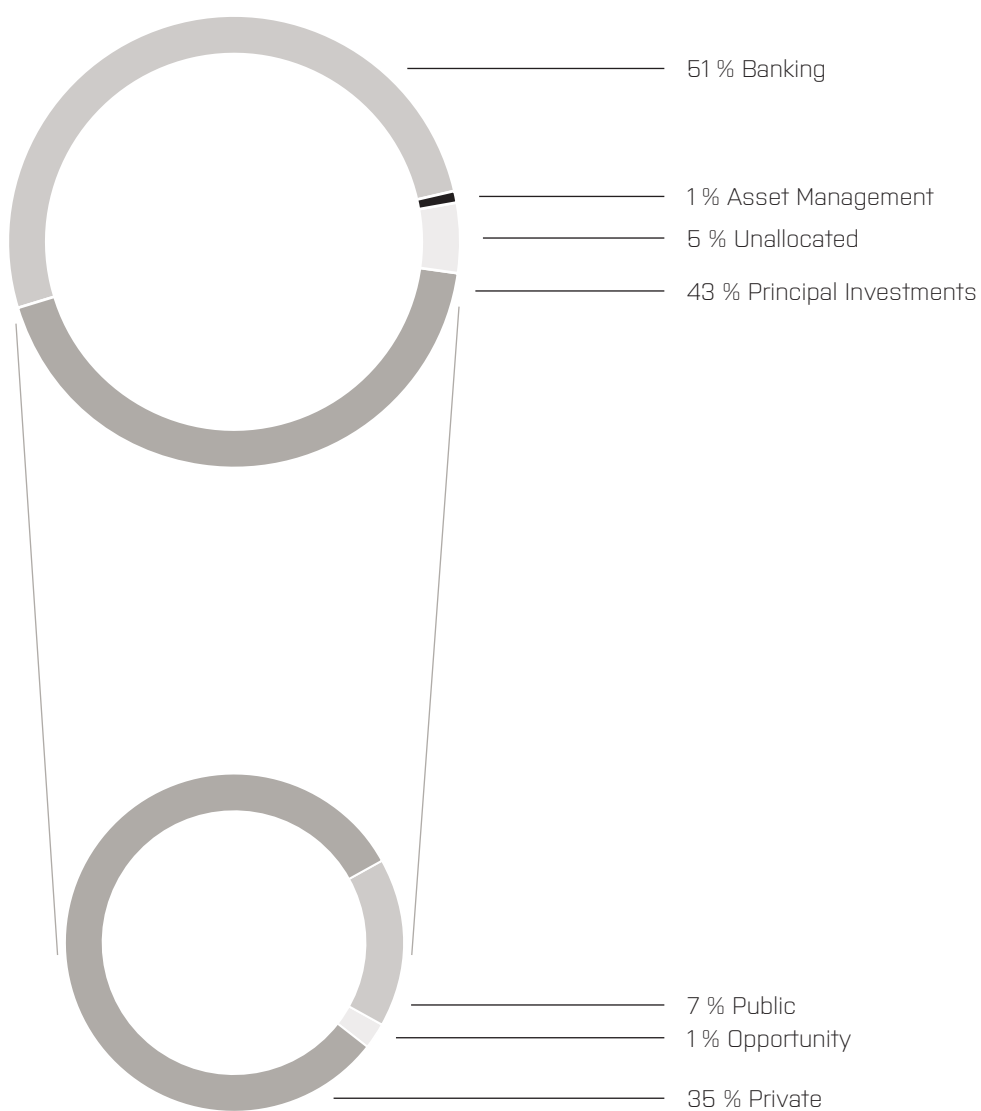 51 % Banking
1 % Asset Management
5 % Unallocated
43 % Principal Investments
7 % Public
1 % Opportunity
35 % Private